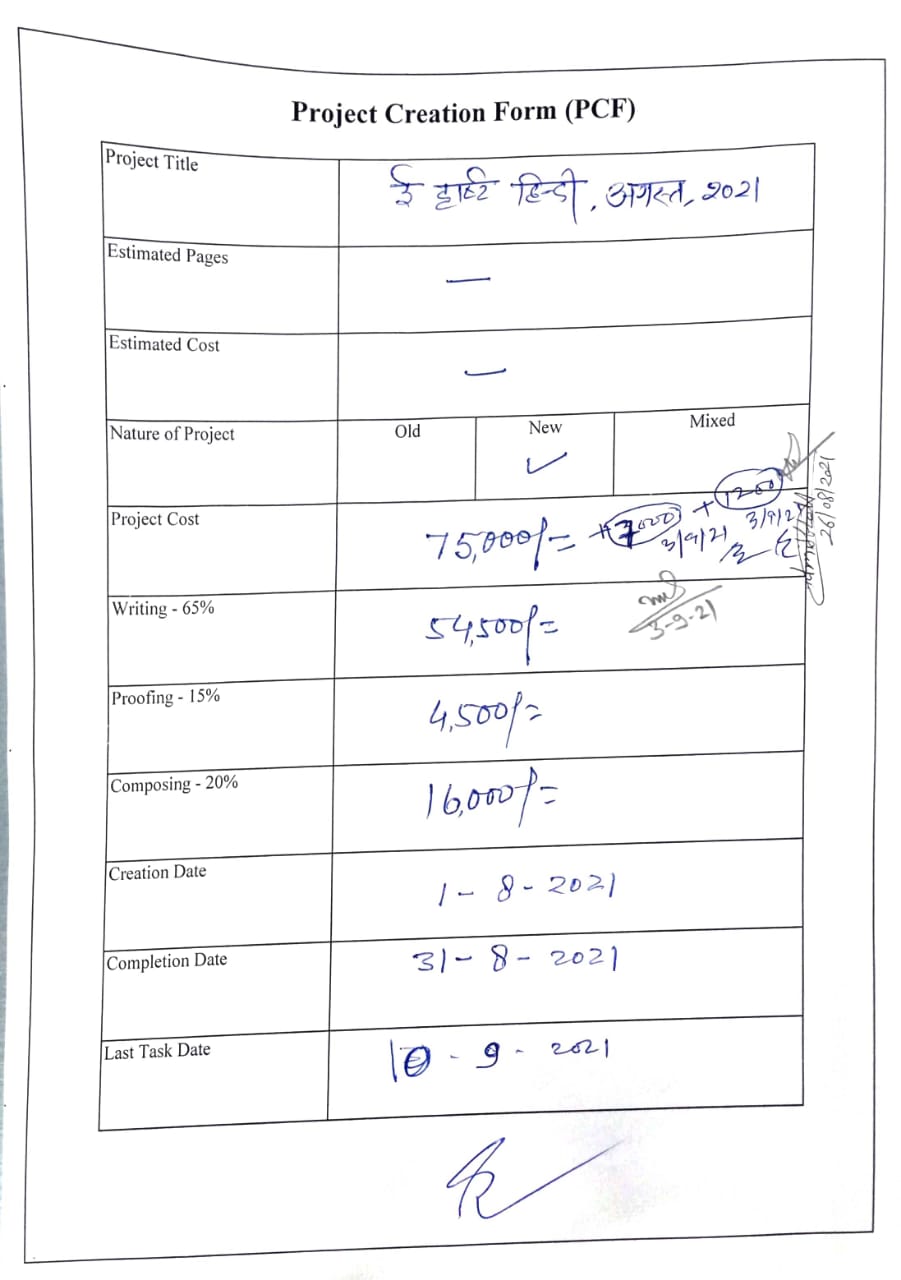 Project Creation Form (PCF)
Project Title ई हार्ट हिन्दी, अगस्त, २०२१
Estimated Pages —
Estimated Cost —
Nature of Project Old New ✓ Mixed
Project Cost 75,000/= + 7000 + 1200
3/9/21 3/9/21
26/08/2021
Writing - 65% 54,500/=
3-9-21
Proofing - 15% 4,500/=
Composing - 20% 16,000/=
Creation Date 1 - 8 - 2021
Completion Date 31 - 8 - 2021
Last Task Date 10 - 9 - 2021